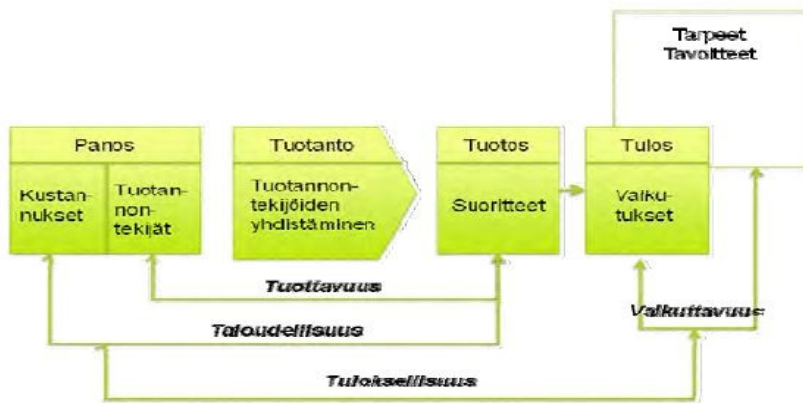 Tarpeet
Tavoitteet
Panos
Tuotanto
Tuotos
Tulos
Kustan-
nukset
Tuotan-
non-
tekijät
Tuotannon-
tekijöiden
yhdistäminen
Suoritteet
Vaiku-
tukset
Tuottavuus
Vaikuttavuus
Taloudellisuus
Tuloksellisuus